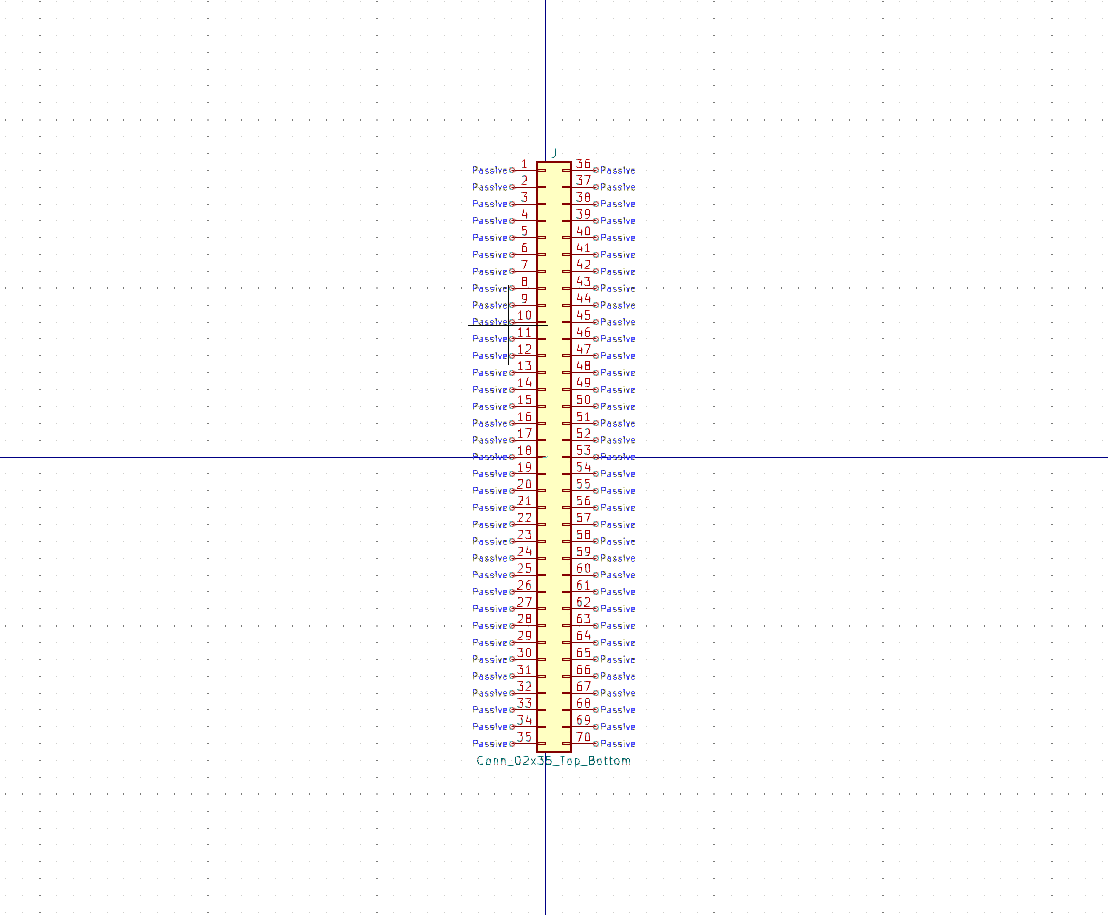 J
1 36
Passive Passive
2 37
Passive Passive
3 38
Passive Passive
4 39
Passive Passive
5 40
Passive Passive
6 41
Passive Passive
7 42
Passive Passive
8 43
Passive Passive
9 44
Passive Passive
10 45
Passive Passive
11 46
Passive Passive
12 47
Passive Passive
13 48
Passive Passive
14 49
Passive Passive
15 50
Passive Passive
16 51
Passive Passive
17 52
Passive Passive
18 53
Passive Passive
19 54
Passive Passive
20 55
Passive Passive
21 56
Passive Passive
22 57
Passive Passive
23 58
Passive Passive
24 59
Passive Passive
25 60
Passive Passive
26 61
Passive Passive
27 62
Passive Passive
28 63
Passive Passive
29 64
Passive Passive
30 65
Passive Passive
31 66
Passive Passive
32 67
Passive Passive
33 68
Passive Passive
34 69
Passive Passive
35 70
Passive Passive
Conn_02x35_Top_Bottom